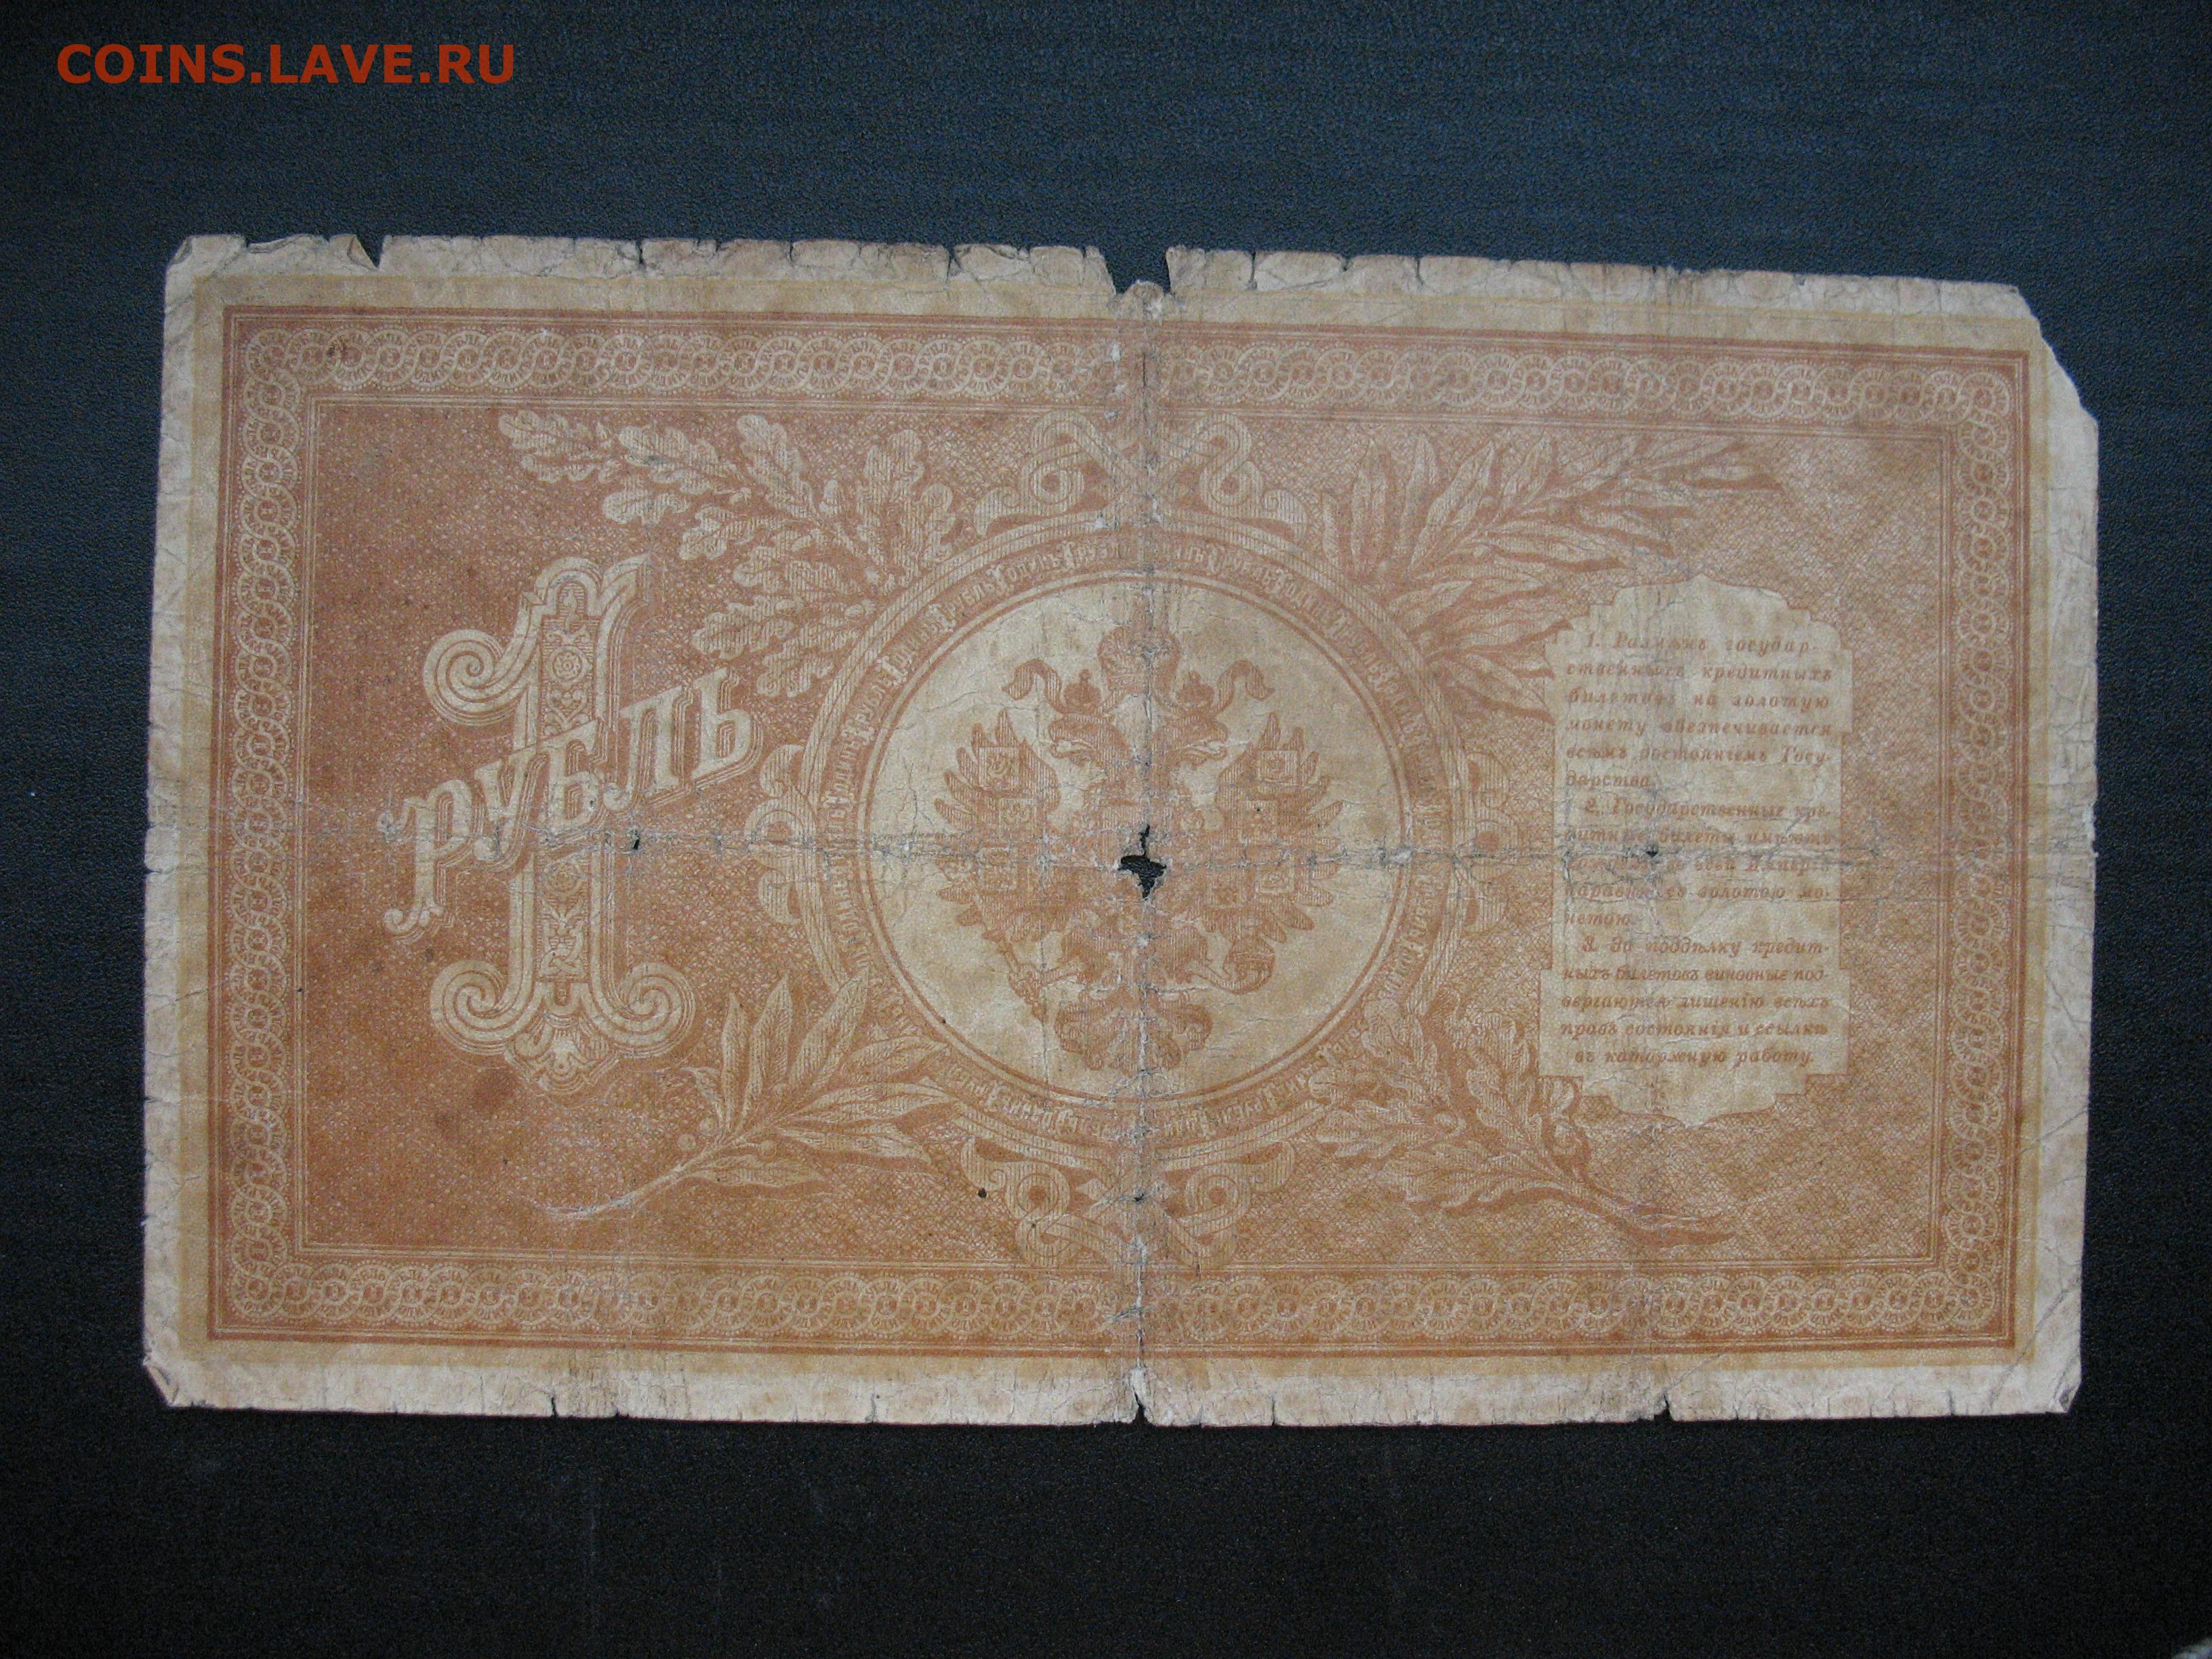 COINS.LAVE.RU
1
рубль
1. Размѣнъ государ-
ственныхъ кредитныхъ
билетовъ на золотую
монету обезпечивается
всѣмъ достояніемъ Госу-
дарства.
2. Государственные кре-
дитные билеты имѣютъ
всей Имперіи
наравнѣ съ золотою мо-
нетою.
3. За поддѣлку кредит-
ныхъ билетовъ виновные под-
вергаются лишенію всѣхъ
правъ состоянія и ссылкѣ
въ каторжную работу.